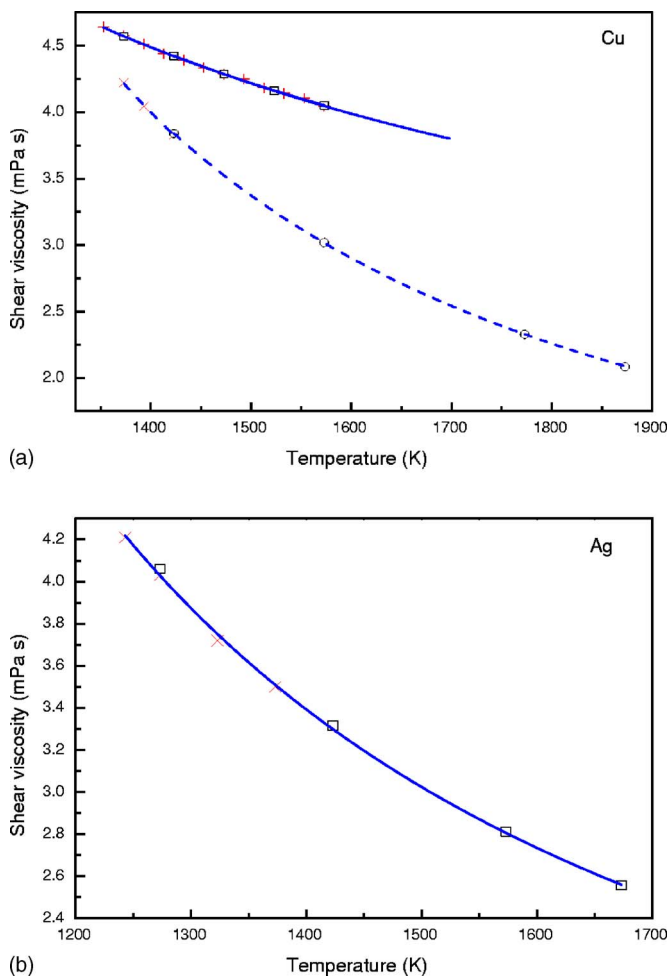 Cu
Shear viscosity (mPa s)
4.5
4.0
3.5
3.0
2.5
2.0
1400 1500 1600 1700 1800 1900
(a) Temperature (K)
Ag
Shear viscosity (mPa s)
4.2
4.0
3.8
3.6
3.4
3.2
3.0
2.8
2.6
2.4
1200 1300 1400 1500 1600 1700
(b) Temperature (K)